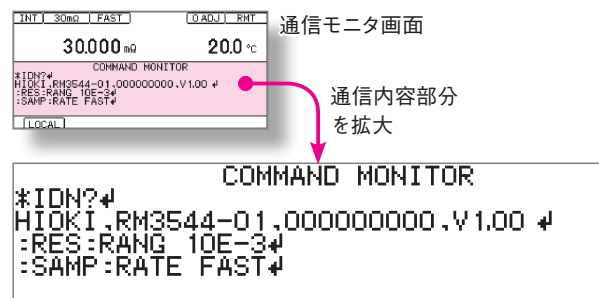 INT 30mΩ FAST 0 ADJ RMT
通信モニタ画面
30.000 mΩ 20.0 ℃
COMMAND MONITOR
*IDN?↲
HIOKI,RM3544-01,000000000,V1.00 ↲
:RES:RANG 10E-3↲
:SAMP:RATE FAST↲
LOCAL
通信内容部分
を拡大
COMMAND MONITOR
*IDN?↲
HIOKI,RM3544-01,000000000,V1.00 ↲
:RES:RANG 10E-3↲
:SAMP:RATE FAST↲